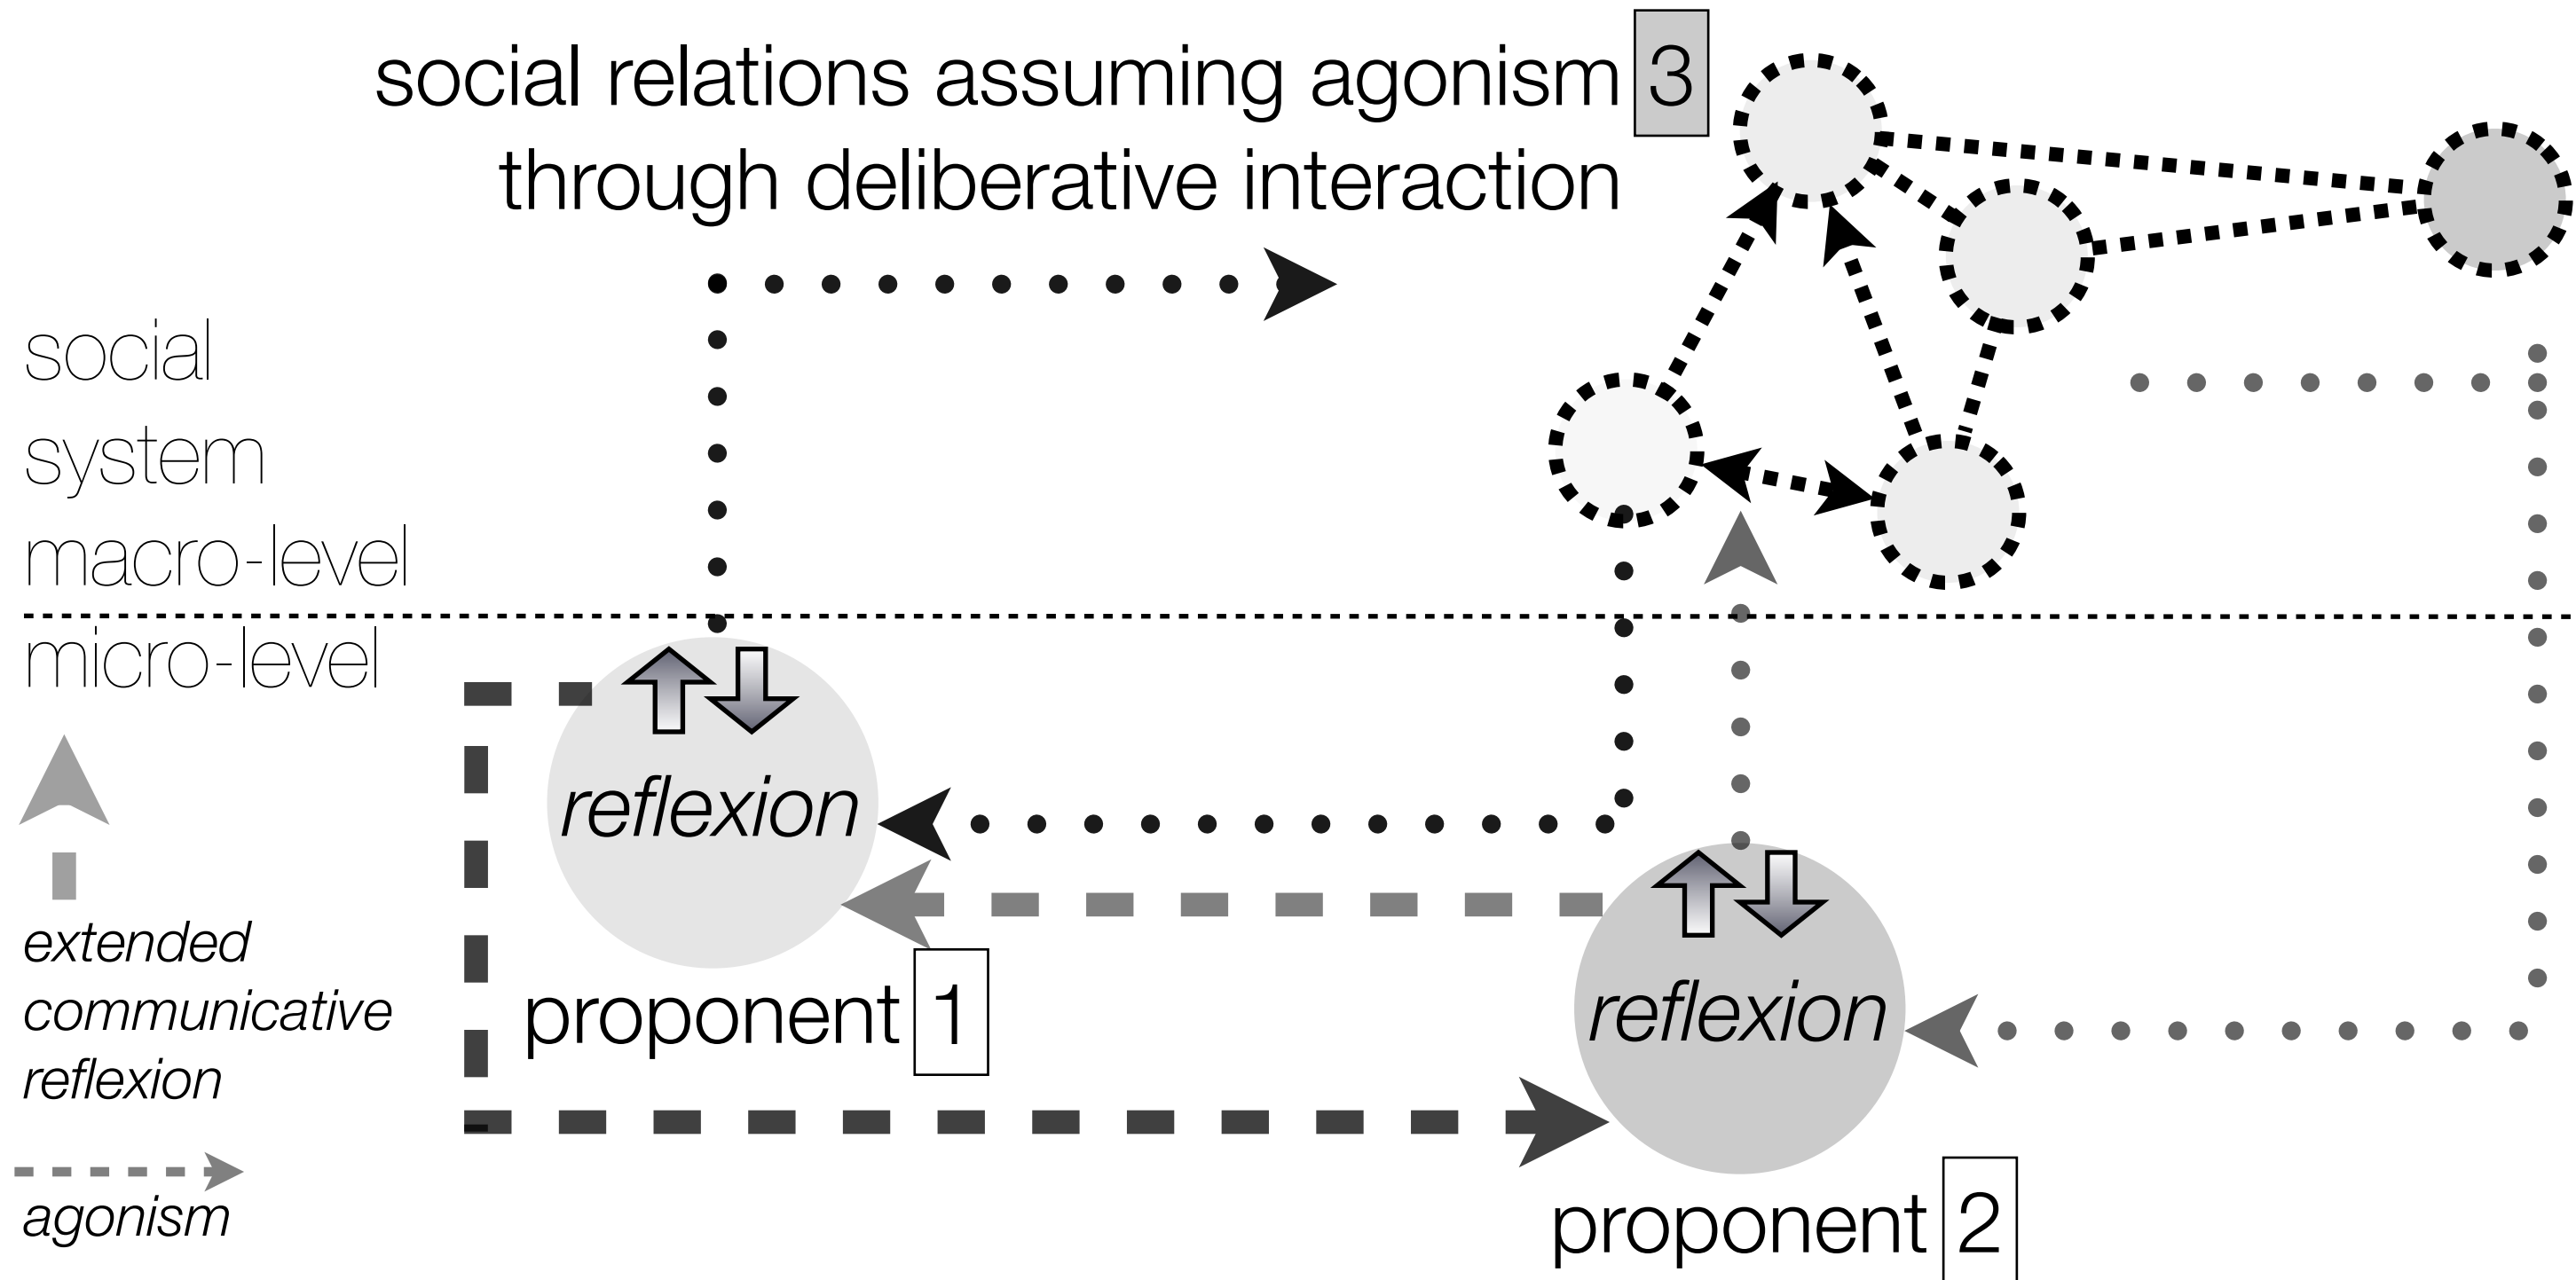 social relations assuming agonism 3
through deliberative interaction
social
system
macro-level
micro-level
reflexion
proponent 1
reflexion
proponent 2
extended
communicative
reflexion
agonism